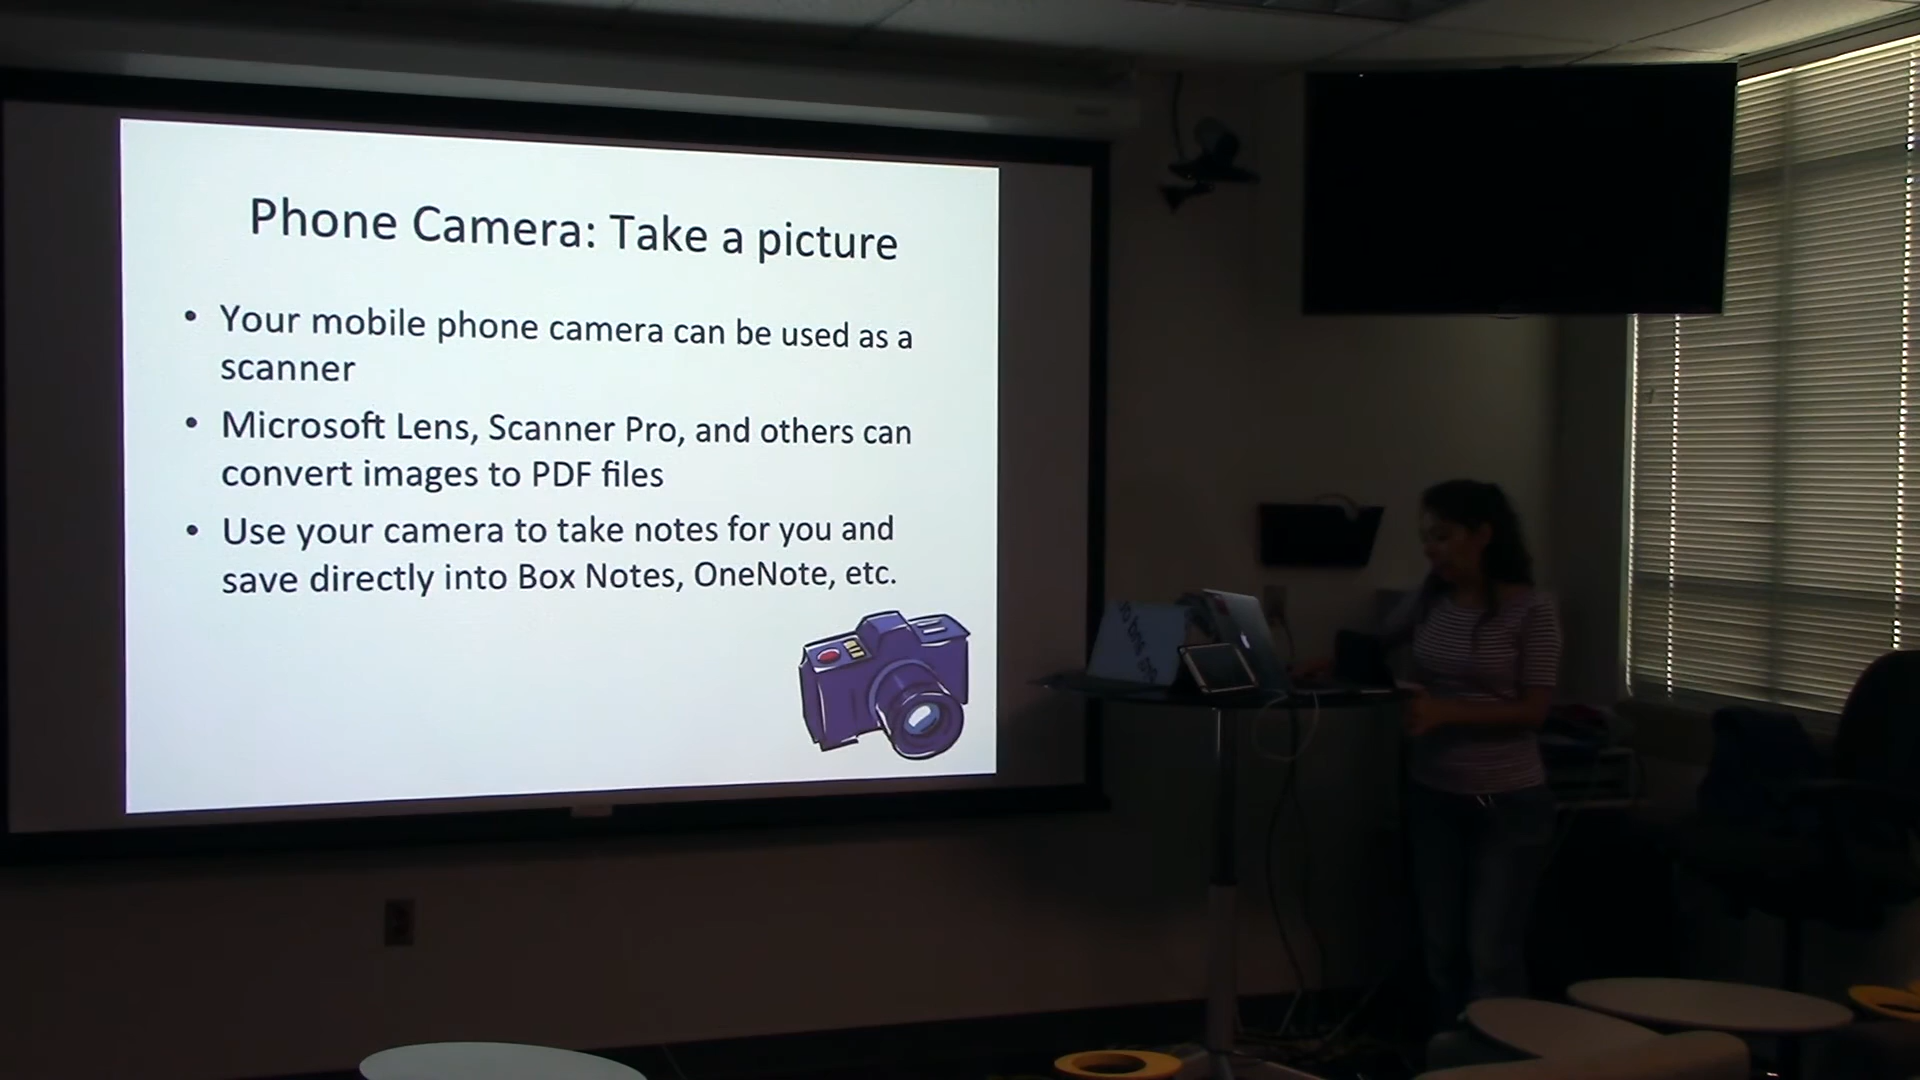 Phone Camera: Take a picture
• Your mobile phone camera can be used as a
scanner
• Microsoft Lens, Scanner Pro, and others can
convert images to PDF files
• Use your camera to take notes for you and
save directly into Box Notes, OneNote, etc.